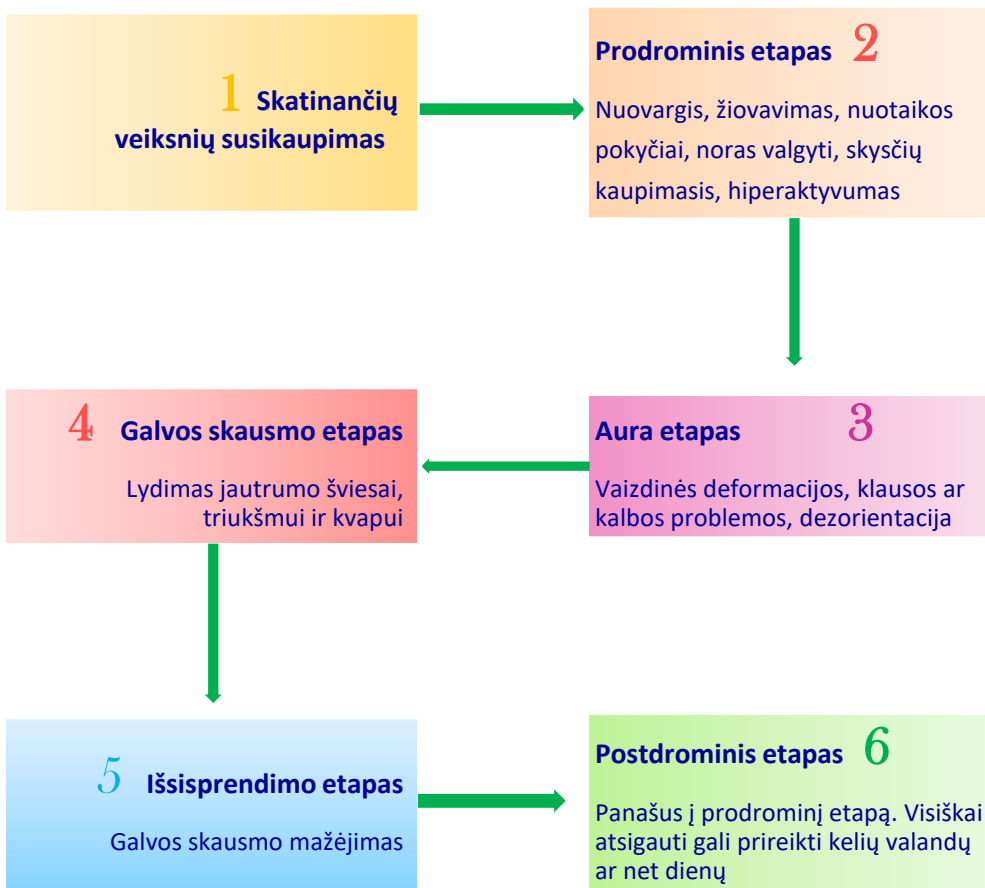 1 Skatinančių
veiksnių susikaupimas
Prodrominis etapas 2
Nuovargis, žiovavimas, nuotaikos
pokyčiai, noras valgyti, skysčių
kaupimasis, hiperaktyvumas
Aura etapas 3
Vaizdinės deformacijos, klausos ar
kalbos problemos, dezorientacija
4 Galvos skausmo etapas
Lydimas jautrumo šviesai,
triukšmui ir kvapui
5 Išsisprendimo etapas
Galvos skausmo mažėjimas
Postdrominis etapas 6
Panašus į prodrominį etapą. Visiškai
atsigauti gali prireikti kelių valandų
ar net dienų